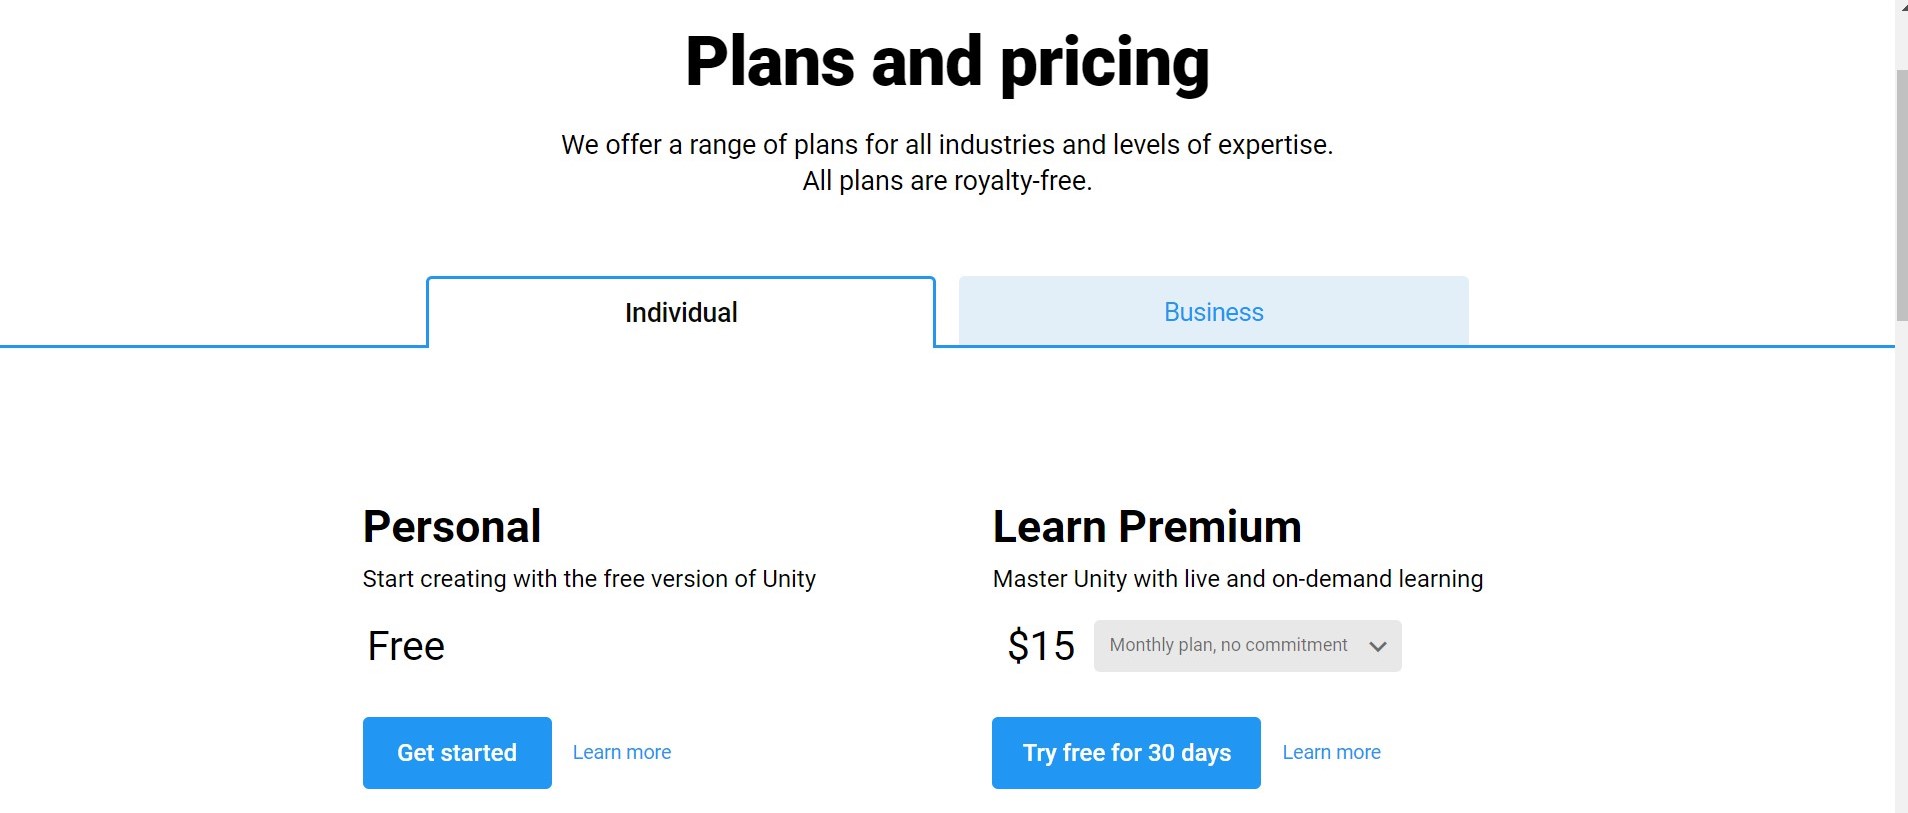 Plans and pricing
We offer a range of plans for all industries and levels of expertise.
All plans are royalty-free.
Individual
Business
Personal
Start creating with the free version of Unity
Free
Get started
Learn more
Learn Premium
Master Unity with live and on-demand learning
$15
Monthly plan, no commitment
Try free for 30 days
Learn more